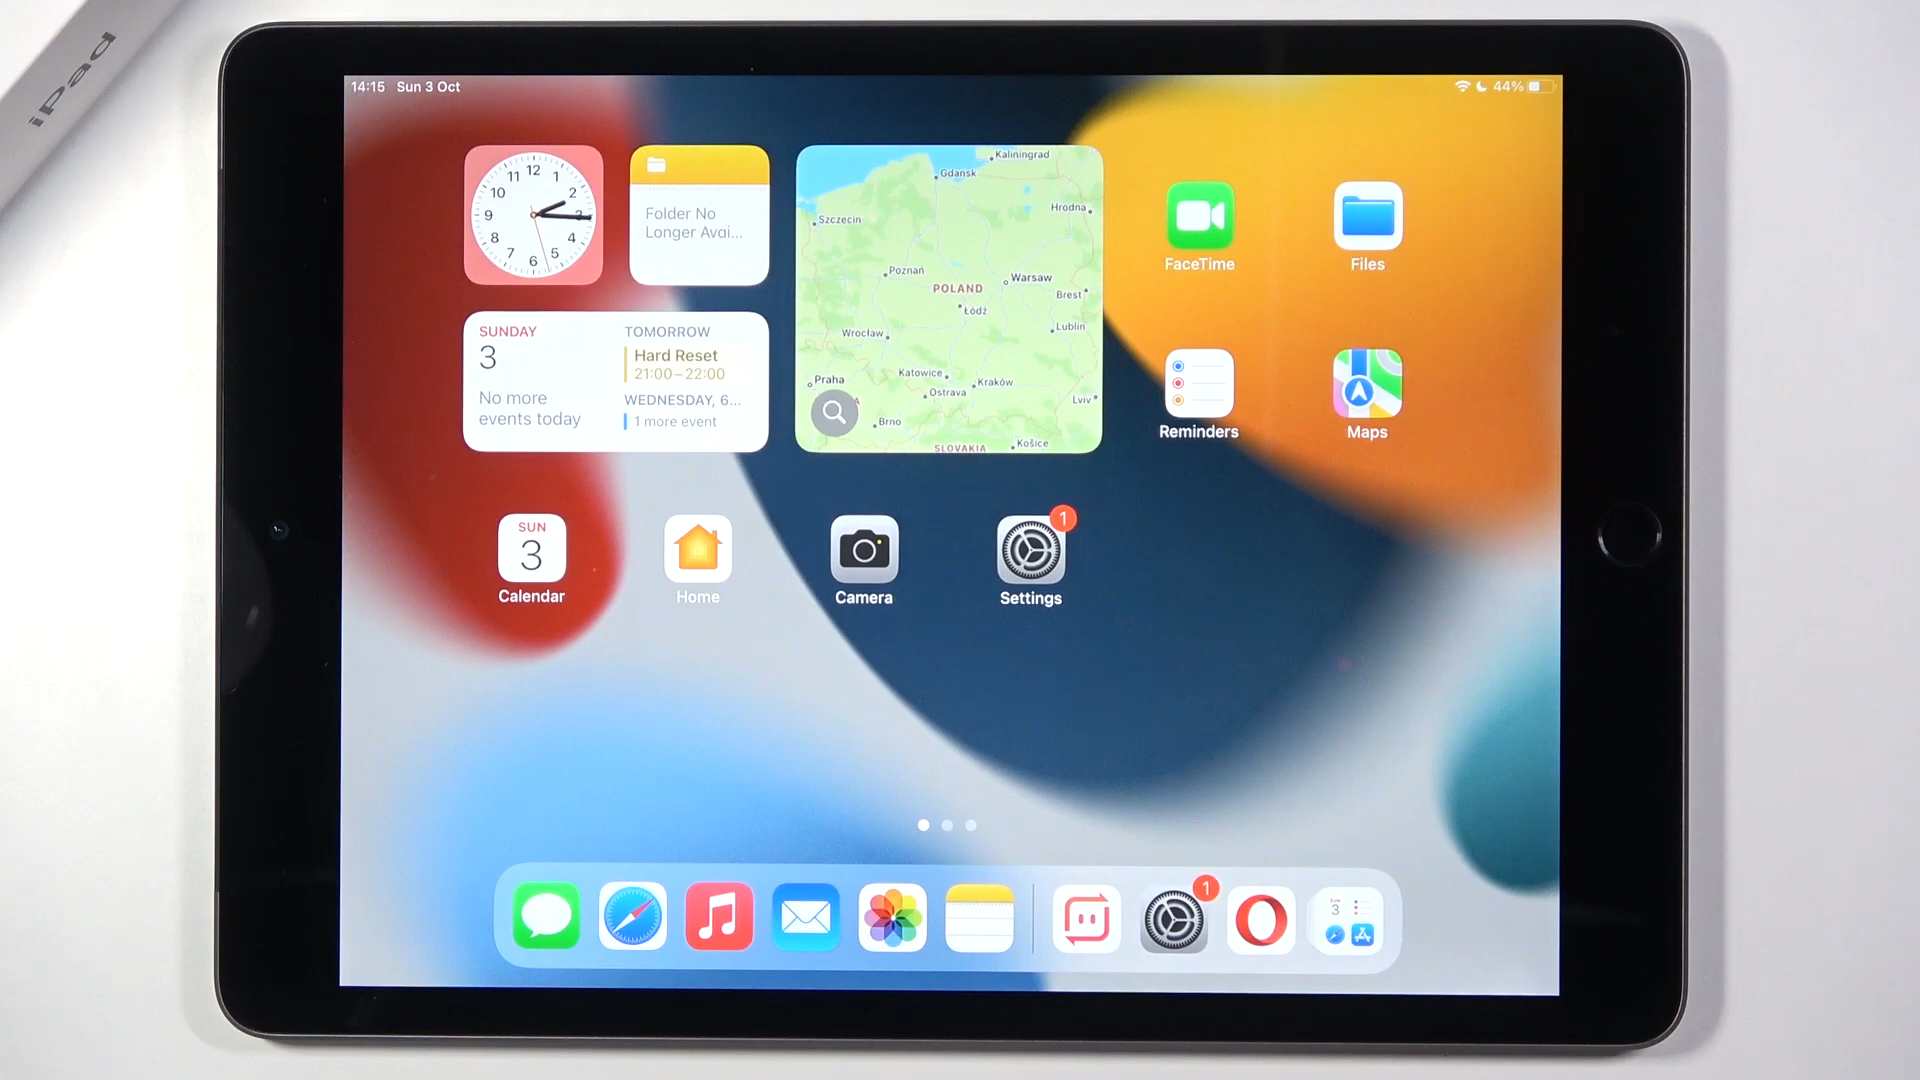 iPad
14:15 Sun 3 Oct
44%
12
1
2
3
4
5
6
7
8
9
10
11
Folder No
Longer Avai...
Kaliningrad
Gdansk
Szczecin
Hrodna
Poznań
Warsaw
POLAND
Brest
Łódź
Wrocław
Lublin
Katowice
Praha
Kraków
Ostrava
Lviv
Brno
SLOVAKIA
Košice
FaceTime
Files
SUNDAY
3
No more
events today
TOMORROW
Hard Reset
21:00–22:00
WEDNESDAY, 6...
1 more event
Reminders
Maps
SUN
3
1
Calendar
Home
Camera
Settings
1
SUN
3